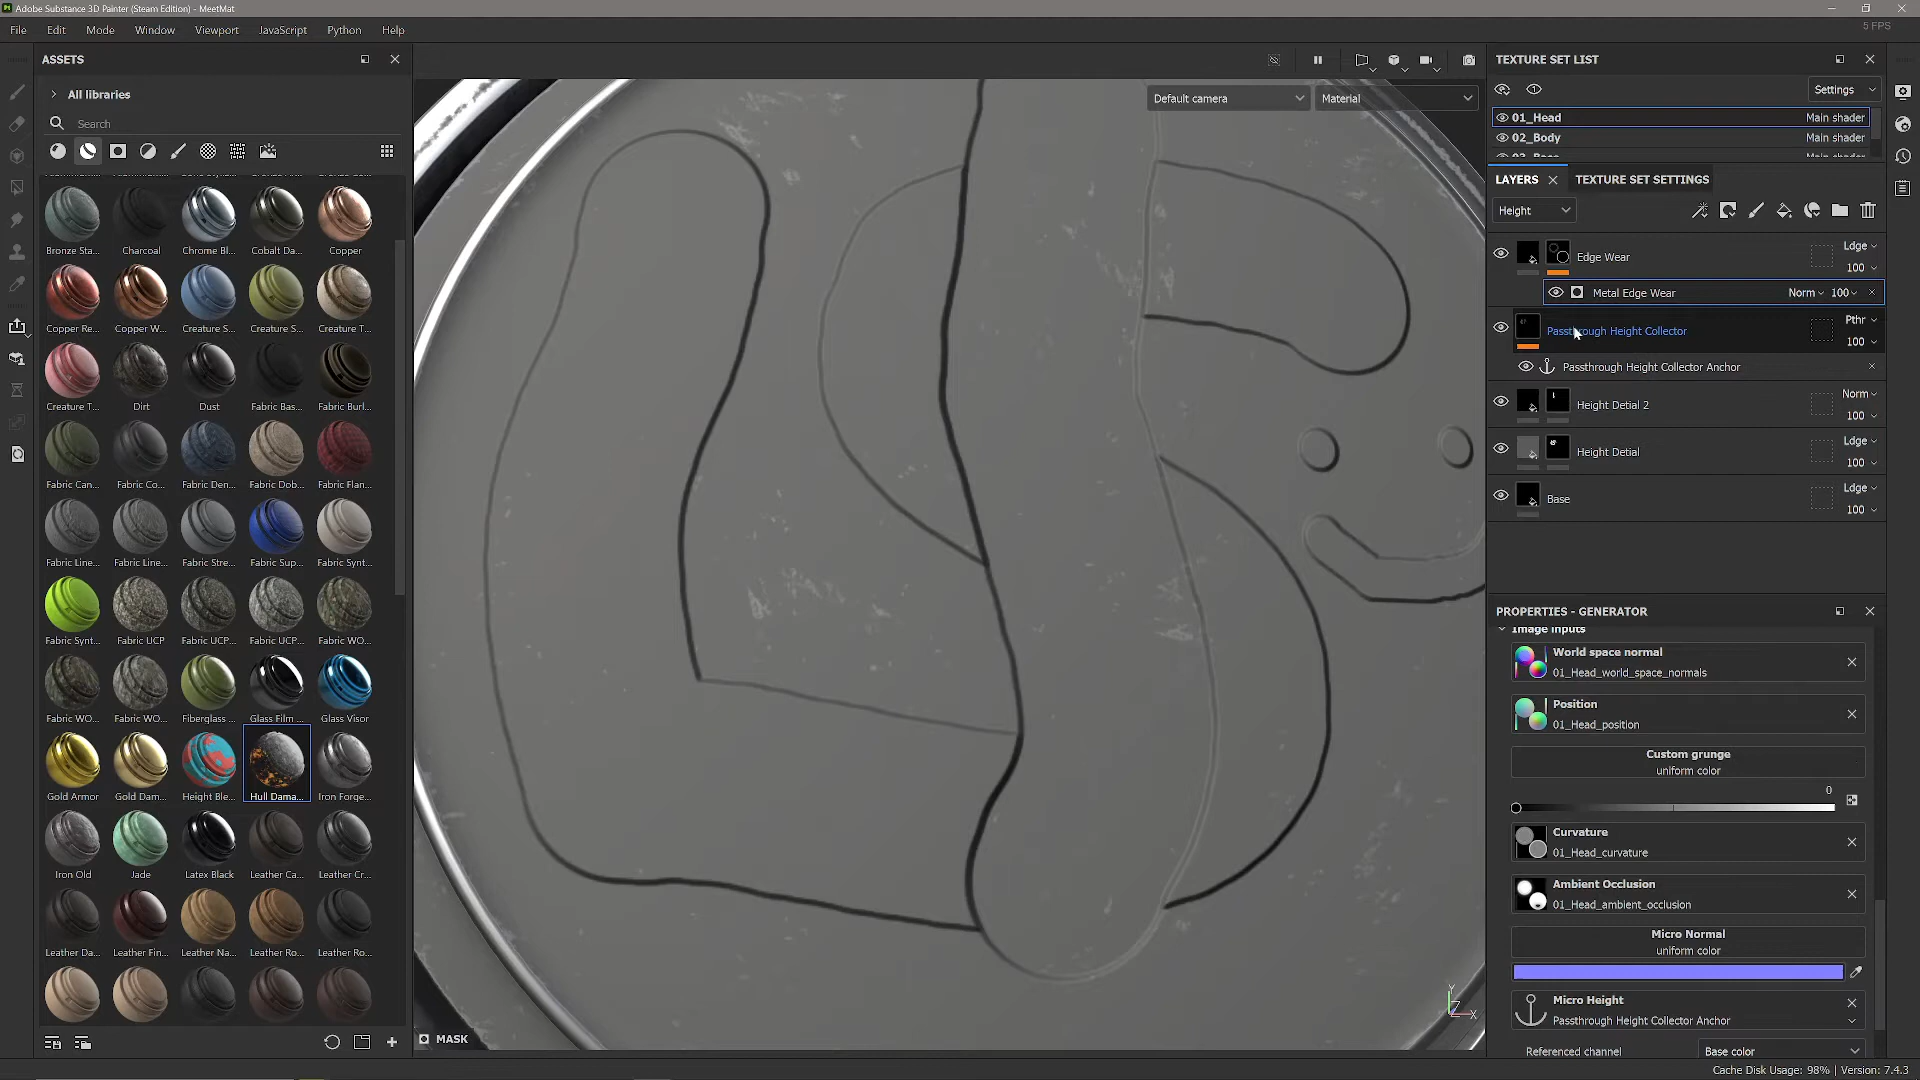 Adobe Substance 3D Painter (Steam Edition) - MeetMat
5 FPS
File Edit Mode Window Viewport JavaScript Python Help
ASSETS
All libraries
Search
Bronze Sta... Charcoal Chrome Bl... Cobalt Da... Copper
Copper Re... Copper W... Creature S... Creature S... Creature T...
Creature T... Dirt Dust Fabric Bas... Fabric Burl...
Fabric Can... Fabric Co... Fabric Den... Fabric Dob... Fabric Flan...
Fabric Line... Fabric Line... Fabric Stre... Fabric Sup... Fabric Synt...
Fabric Synt... Fabric UCP Fabric UCP... Fabric UCP... Fabric WO...
Fabric WO... Fabric WO... Fiberglass ... Glass Film ... Glass Visor
Gold Armor Gold Dam... Height Ble... Hull Dama... Iron Forge...
Iron Old Jade Latex Black Leather Ca... Leather Cr...
Leather Da... Leather Fin... Leather Na... Leather Ro... Leather Ro...
Default camera Material
MASK
Y
Z
X
TEXTURE SET LIST
Settings
01_Head Main shader
02_Body Main shader
LAYERS TEXTURE SET SETTINGS
Height
Edge Wear Ldge
100
Metal Edge Wear Norm 100
Passthrough Height Collector Pthr
100
Passthrough Height Collector Anchor
Height Detial 2 Norm
100
Height Detial Ldge
100
Base Ldge
100
PROPERTIES - GENERATOR
Image inputs
World space normal
01_Head_world_space_normals
Position
01_Head_position
Custom grunge
uniform color
0
Curvature
01_Head_curvature
Ambient Occlusion
01_Head_ambient_occlusion
Micro Normal
uniform color
Micro Height
Passthrough Height Collector Anchor
Referenced channel Base color
Cache Disk Usage: 98% | Version: 7.4.3